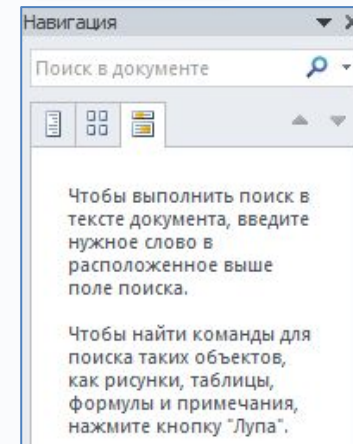 Навигация
Поиск в документе
Чтобы выполнить поиск в
тексте документа, введите
нужное слово в
расположенное выше
поле поиска.
Чтобы найти команды для
поиска таких объектов,
как рисунки, таблицы,
формулы и примечания,
нажмите кнопку "Лупа".